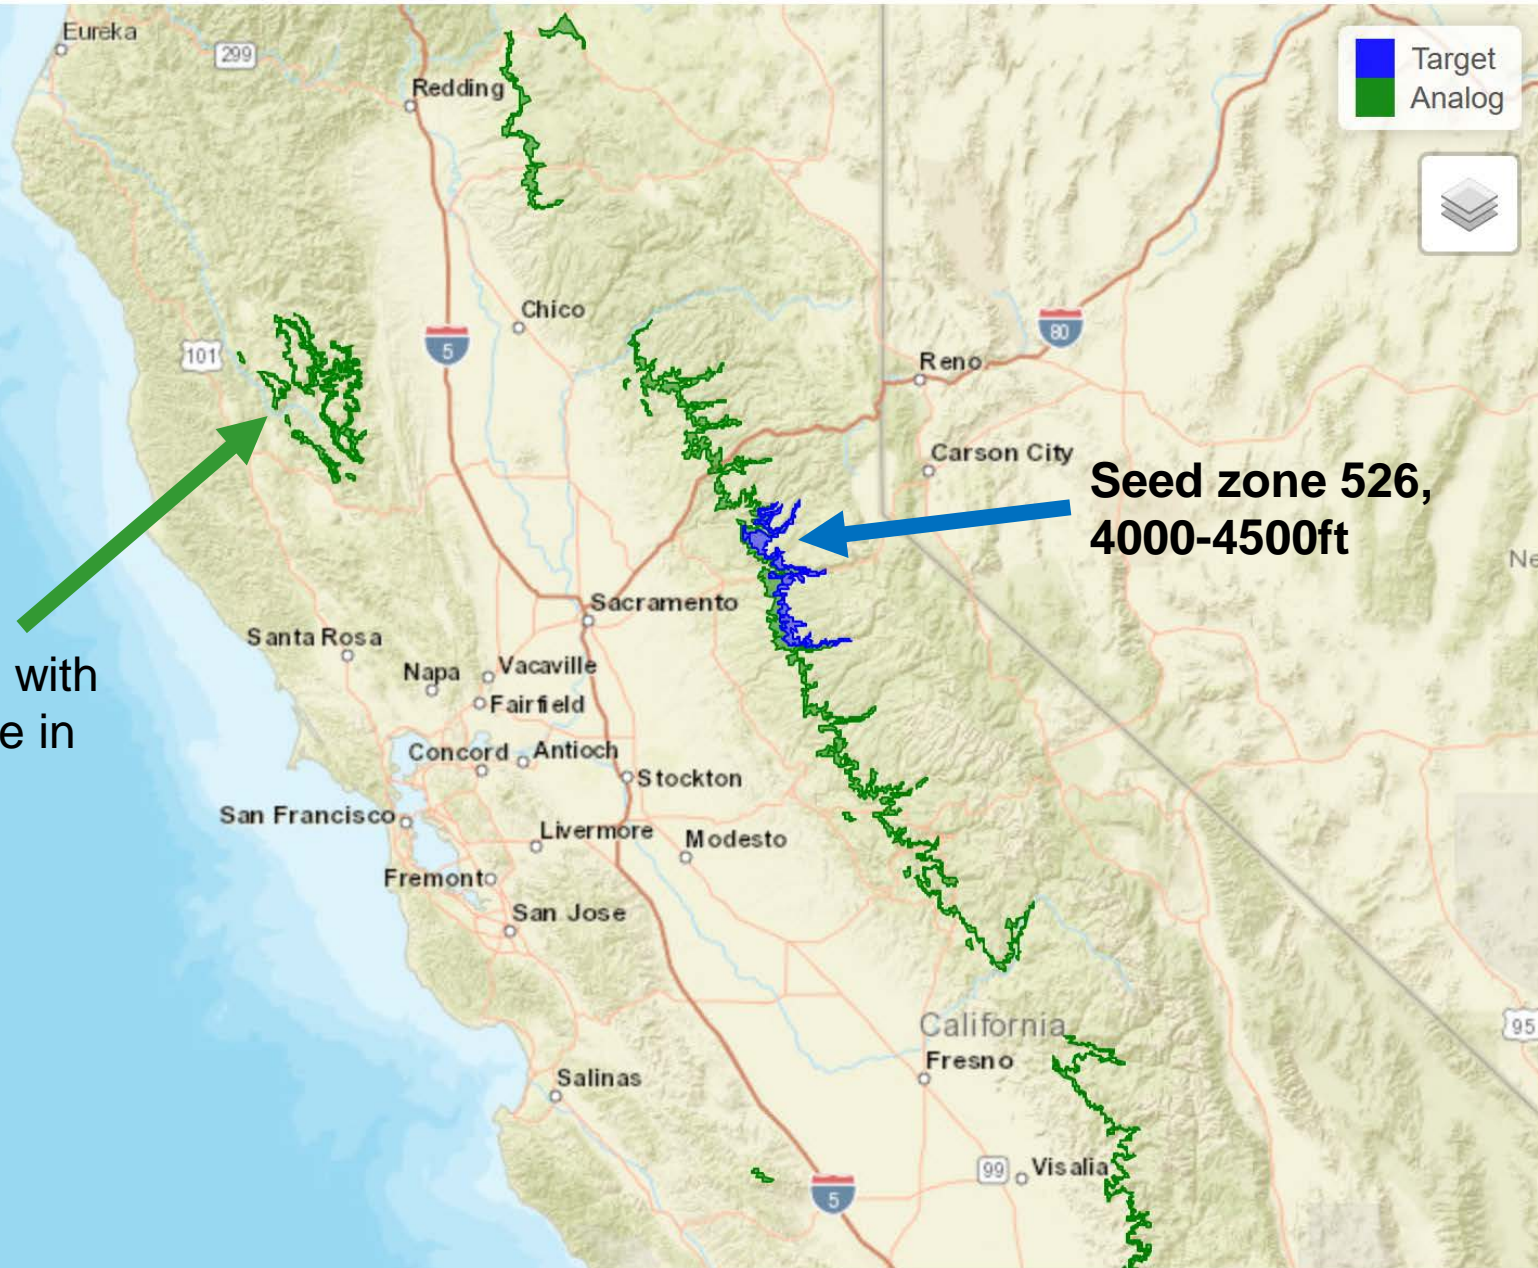 Eureka
299
Target
Analog
Redding
Chico
101
5
80
Reno
Carson City
Seed zone 526,
4000-4500ft
Ne
Sacramento
Santa Rosa
Napa
Vacaville
Fairfield
with
e in
Concord
Antioch
Stockton
San Francisco
Livermore
Modesto
Fremont
San Jose
California
95
Fresno
Salinas
99
Visalia
5